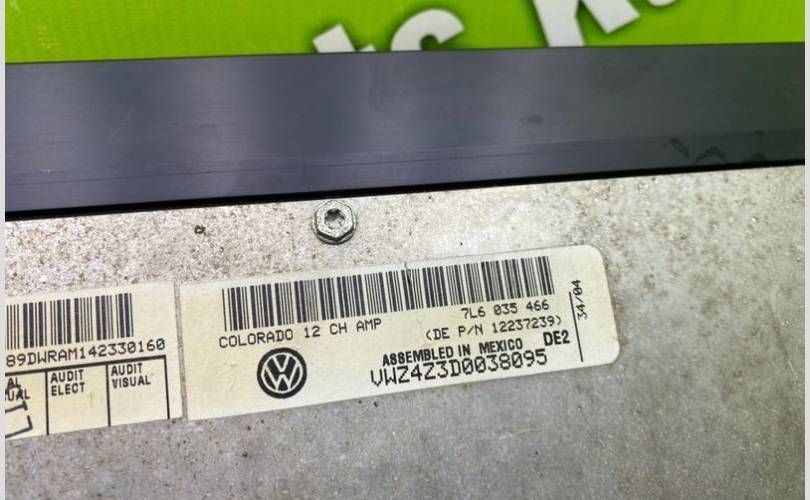 COLORADO 12 CH AMP
7L6 035 466
(DE P/N 12237239)
ASSEMBLED IN MEXICO
DE2
34/04
VWZ4Z3D0038095
89DWRAM142330160
AUDIT
ELECT
AUDIT
VISUAL